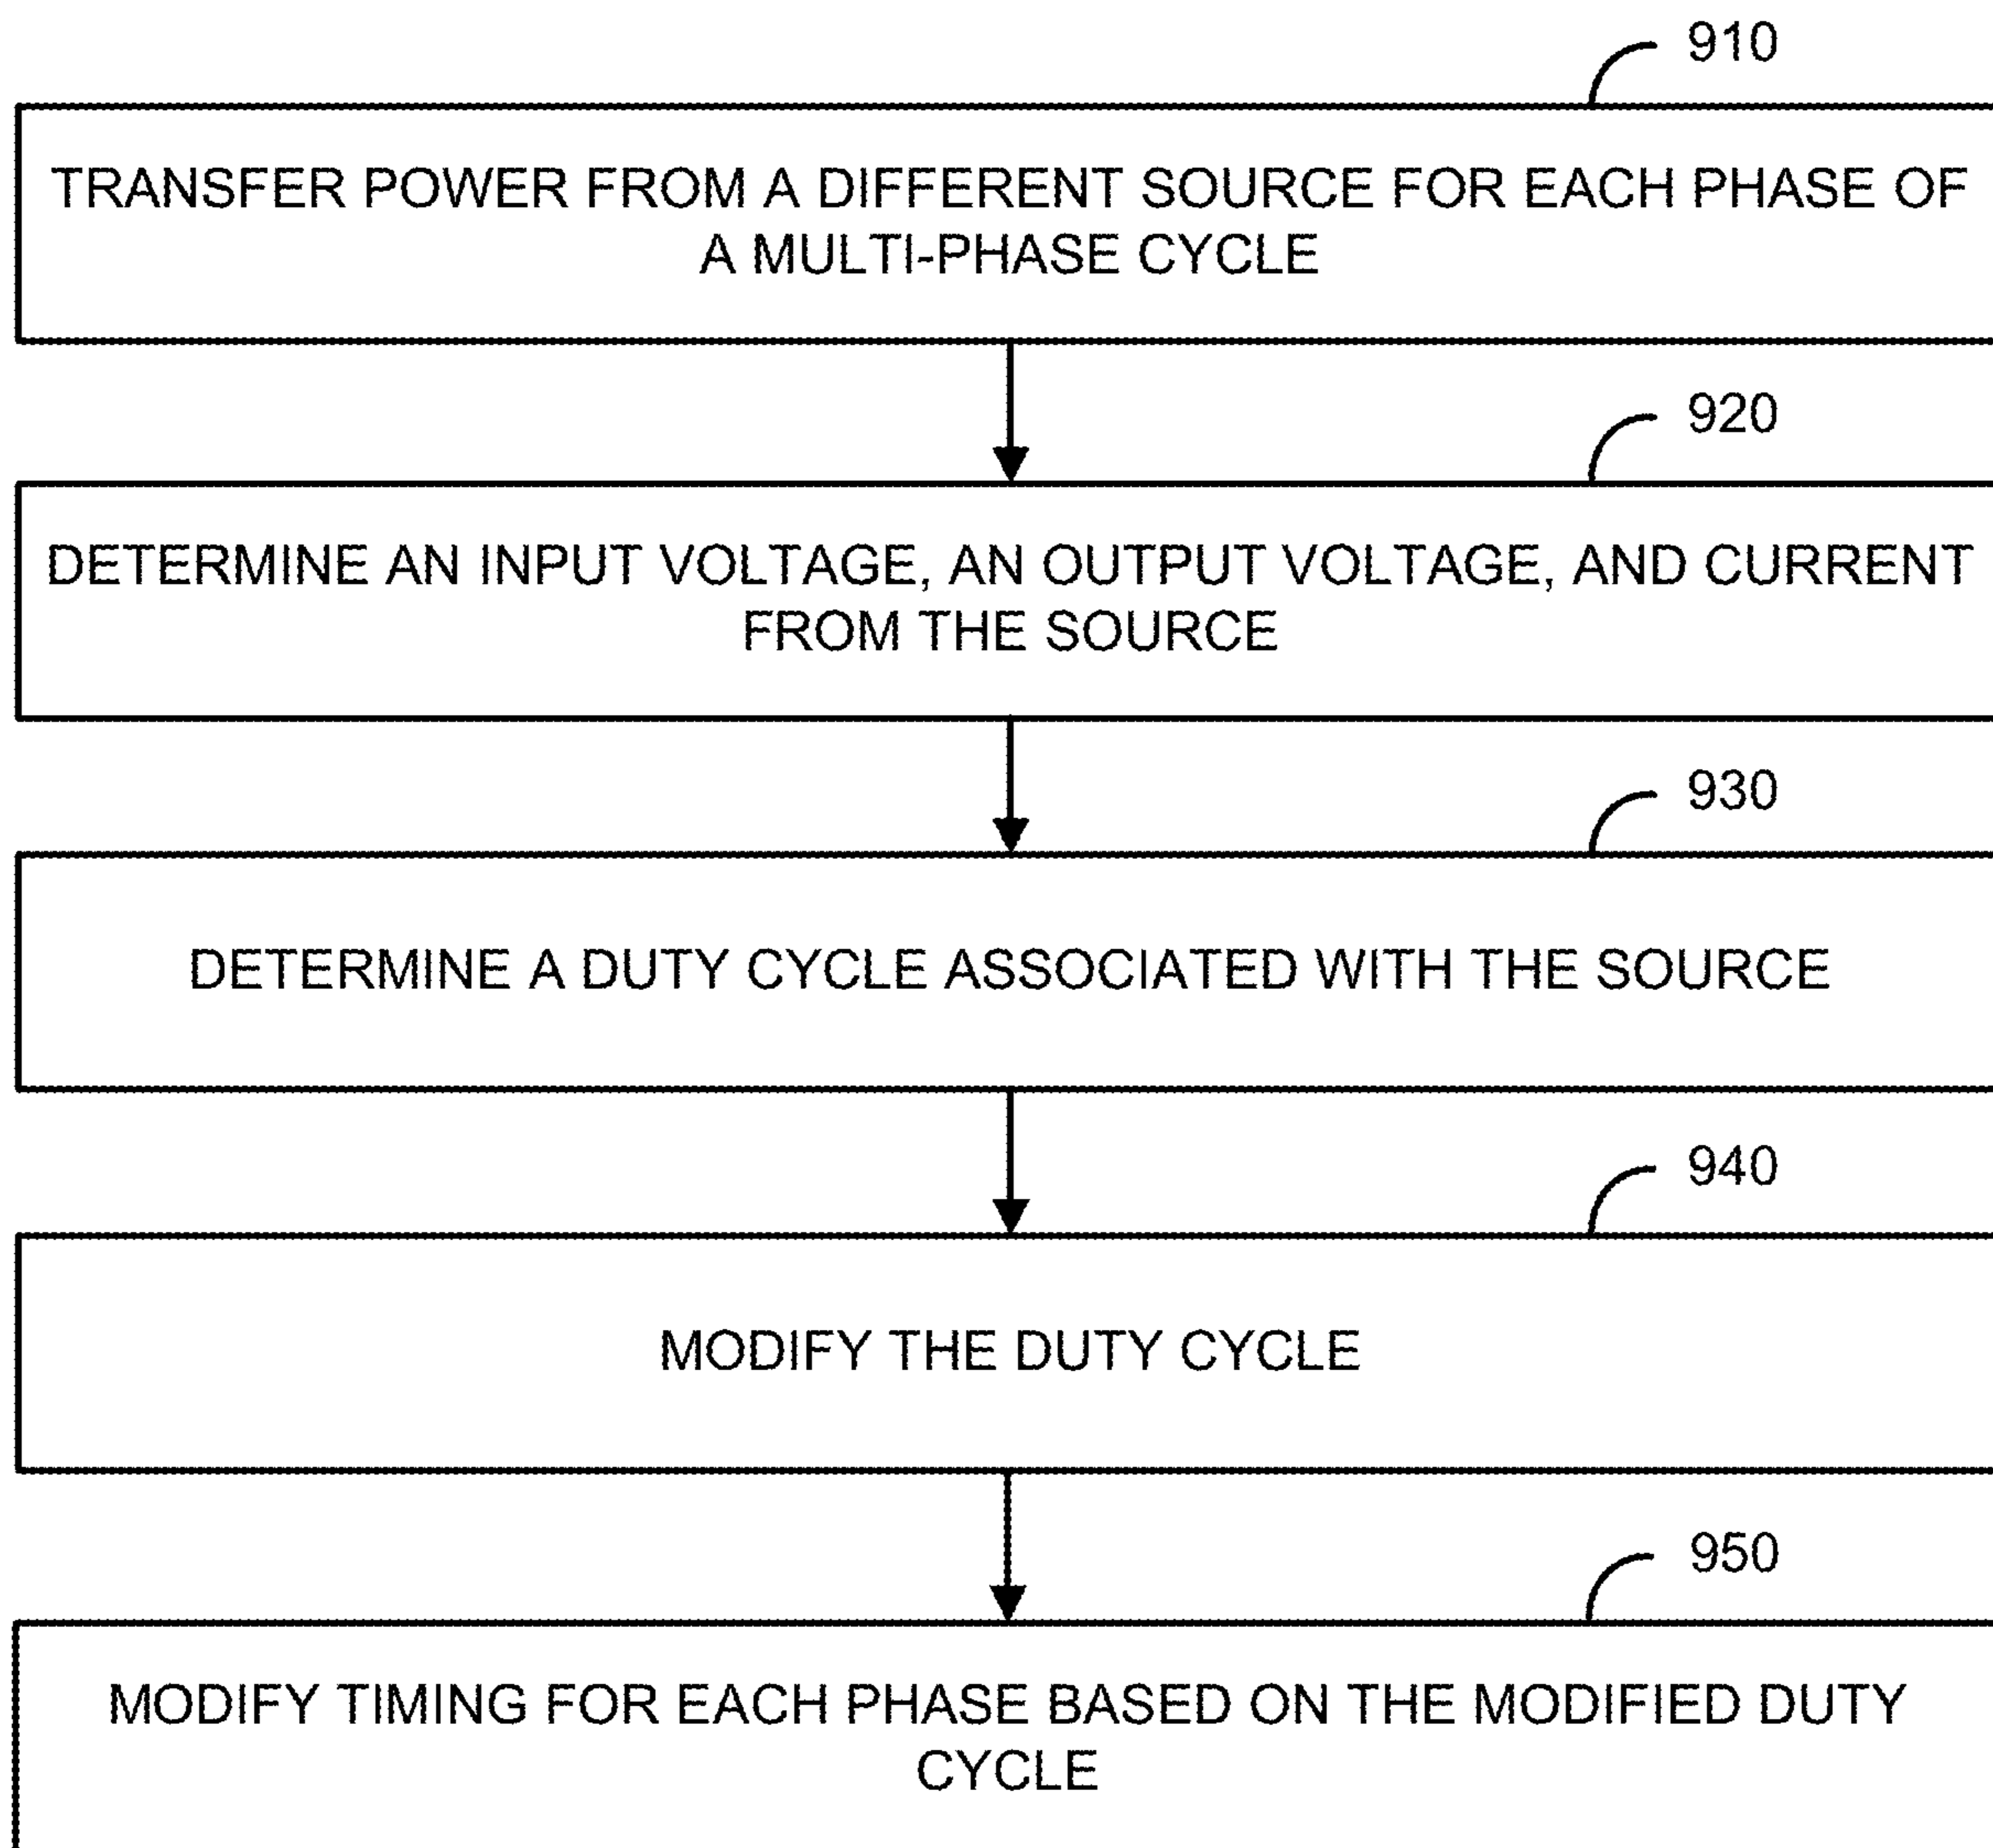 910
TRANSFER POWER FROM A DIFFERENT SOURCE FOR EACH PHASE OF
A MULTI-PHASE CYCLE
920
DETERMINE AN INPUT VOLTAGE, AN OUTPUT VOLTAGE, AND CURRENT
FROM THE SOURCE
930
DETERMINE A DUTY CYCLE ASSOCIATED WITH THE SOURCE
940
MODIFY THE DUTY CYCLE
950
MODIFY TIMING FOR EACH PHASE BASED ON THE MODIFIED DUTY
CYCLE